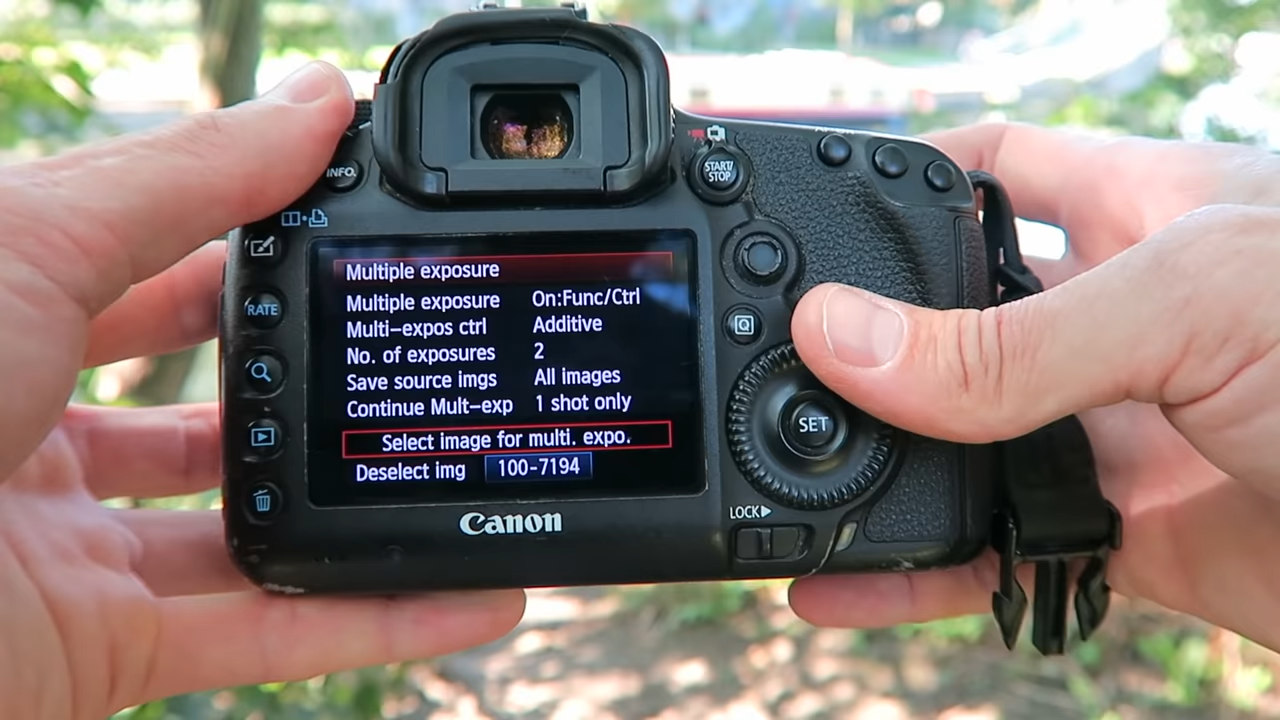 INFO.
START/
STOP
RATE
Multiple exposure
Multiple exposure On:Func/Ctrl
Multi-expos ctrl Additive
No. of exposures 2
Save source imgs All images
Continue Mult-exp 1 shot only
Select image for multi. expo.
Deselect img 100-7194
Q
SET
LOCK▶
Canon